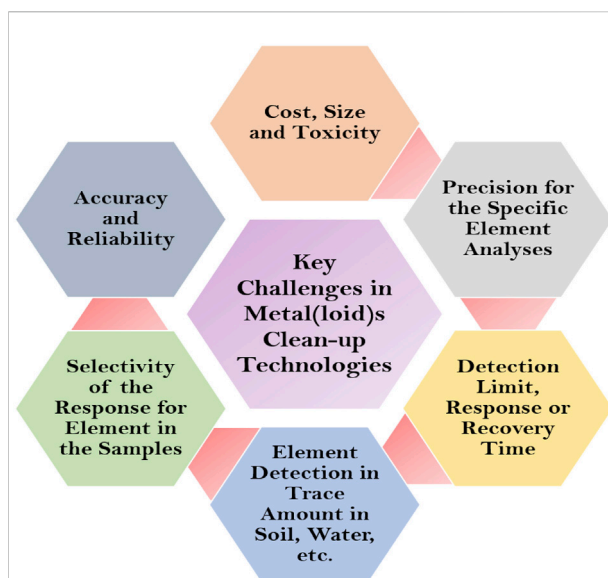 Cost, Size
and Toxicity
Precision for
the Specific
Element
Analyses
Accuracy
and
Reliability
Key
Challenges in
Metal(loid)s
Clean-up
Technologies
Detection
Limit,
Response or
Recovery
Time
Selectivity
of the
Response for
Element in
the Samples
Element
Detection in
Trace
Amount in
Soil, Water,
etc.